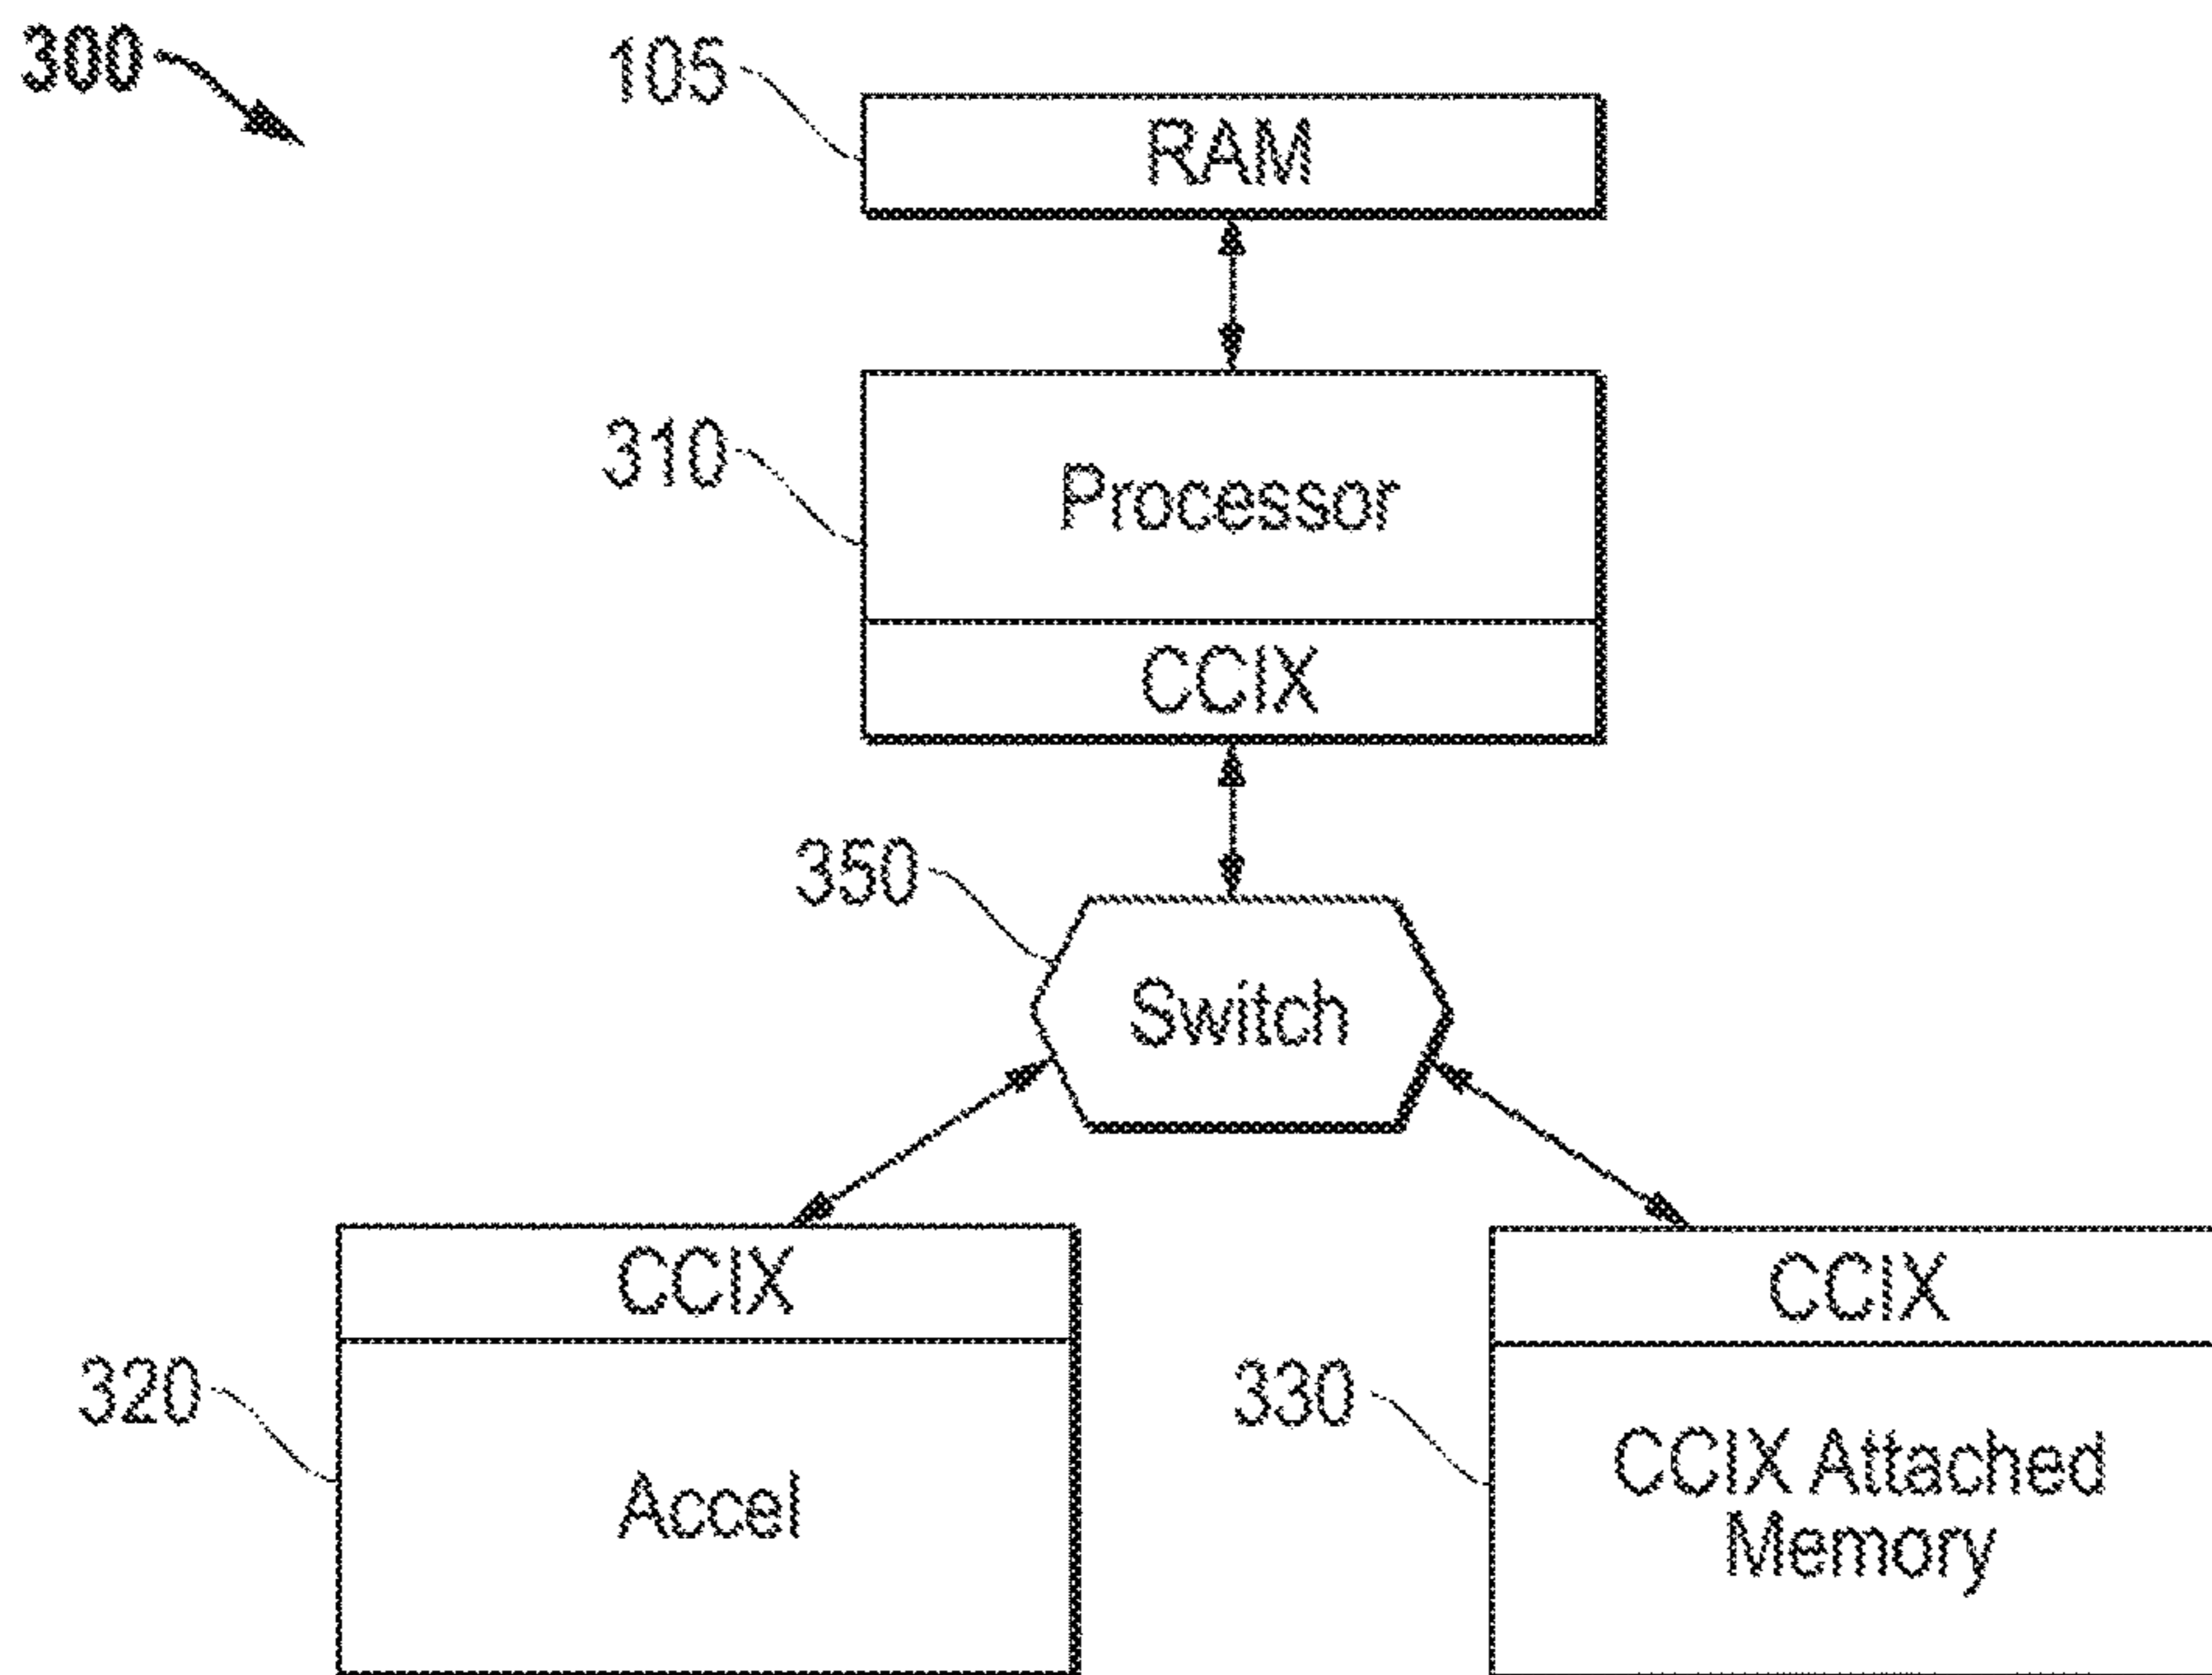 300
105
RAM
310
Processor
CCIX
350
Switch
CCIX
CCIX
320
Accel
330
CCIX Attached
Memory